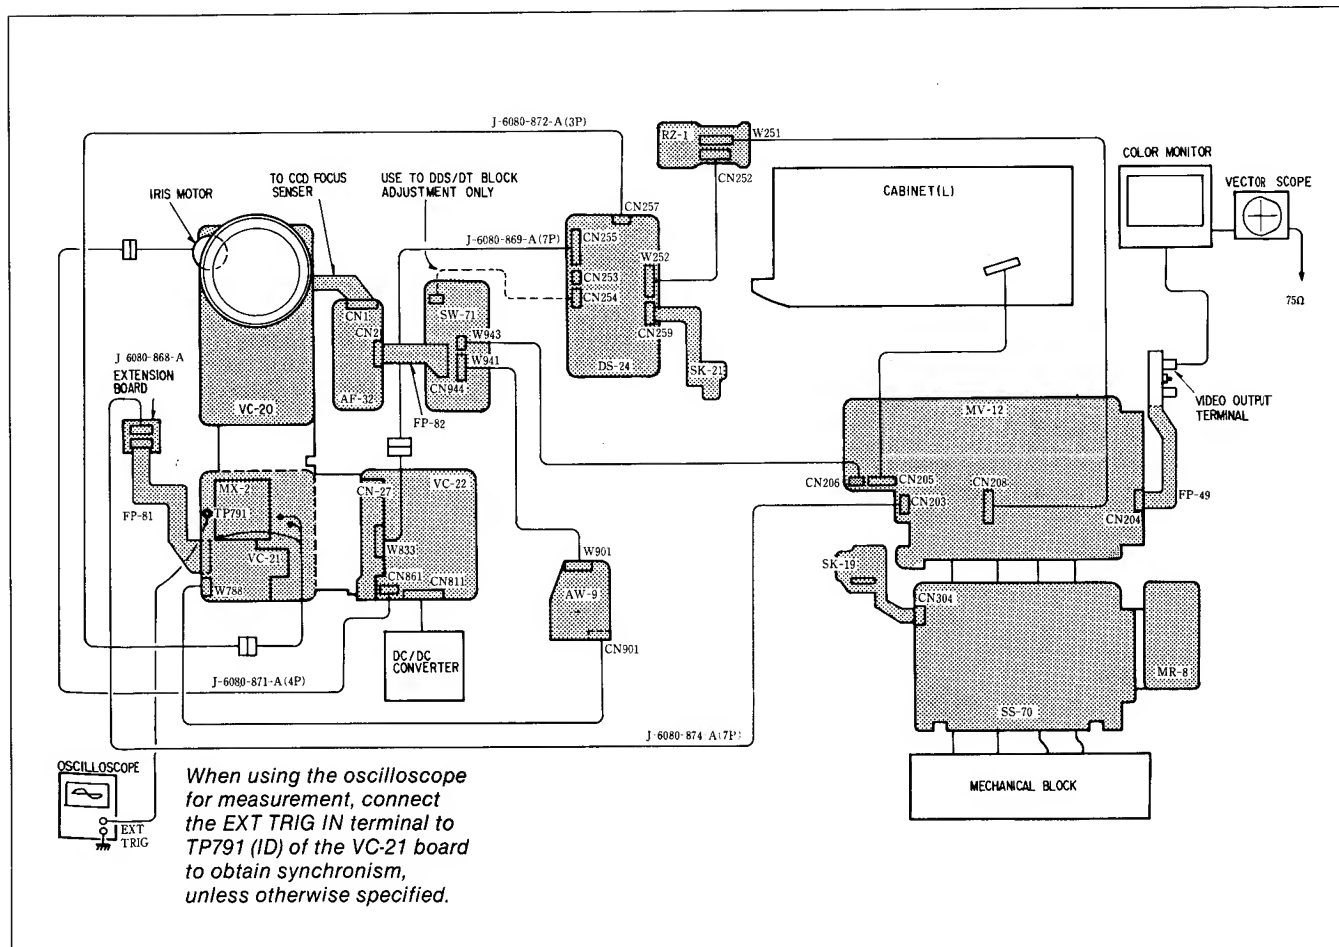 J-6080-872-A (3P)
RZ-1
W251
CN252
COLOR MONITOR
VECTOR SCOPE
75Ω
TO CCD FOCUS
SENSER
USE TO DDS/DT BLOCK
ADJUSTMENT ONLY
IRIS MOTOR
CABINET(L)
CN257
J-6080-869-A(7P)
CN255
W252
CN253
CN254
CN259
DS-24
SK-21
CN1
CN2
AF-32
SW-71
W943
W941
CN944
FP-82
J 6080-868-A
EXTENSION
BOARD
VC-20
VIDEO OUTPUT
TERMINAL
MV-12
CN206
CN205
CN203
CN208
CN204
FP-49
FP-81
MX-2
TP791
VC-21
W788
CN-27
VC-22
W833
CN861
CN811
W901
AW-9
CN901
SK-19
CN304
SS-70
MR-8
DC/DC
CONVERTER
J-6080-871-A(4P)
J-6080-874-A(7P)
MECHANICAL BLOCK
OSCILLOSCOPE
EXT
TRIG
When using the oscilloscope
for measurement, connect
the EXT TRIG IN terminal to
TP791 (ID) of the VC-21 board
to obtain synchronism,
unless otherwise specified.